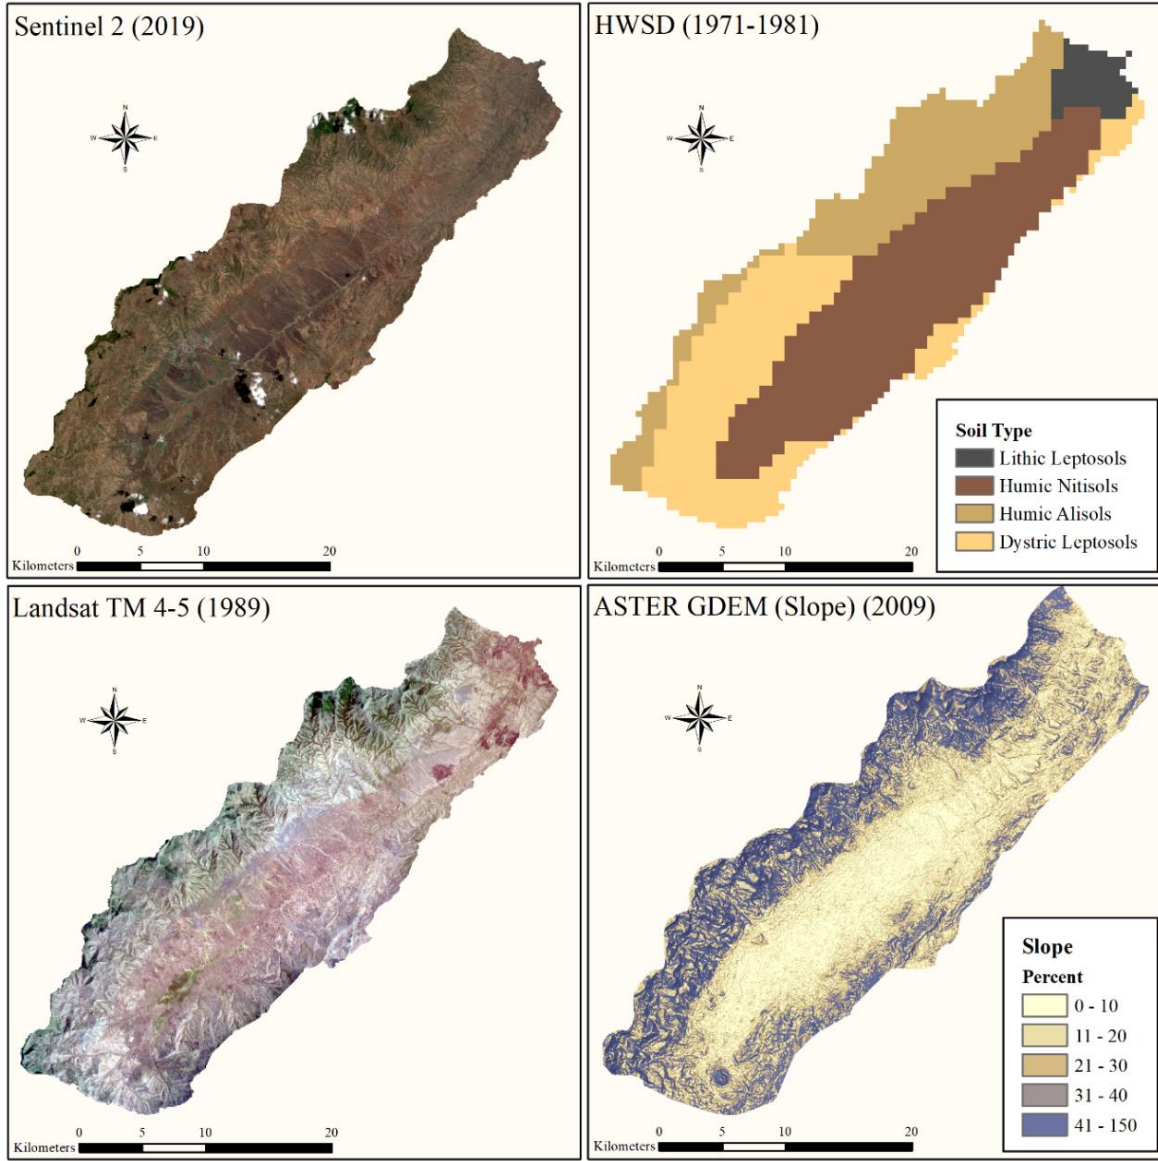 Sentinel 2 (2019)
N
W
E
S
0
5
10
20
Kilometers
HWSD (1971-1981)
N
W
E
S
Soil Type
Lithic Leptosols
Humic Nitisols
Humic Alisols
Dystric Leptosols
0
5
10
20
Kilometers
Landsat TM 4-5 (1989)
N
W
E
S
0
5
10
20
Kilometers
ASTER GDEM (Slope) (2009)
N
W
E
S
Slope
Percent
0 - 10
11 - 20
21 - 30
31 - 40
41 - 150
0
5
10
20
Kilometers